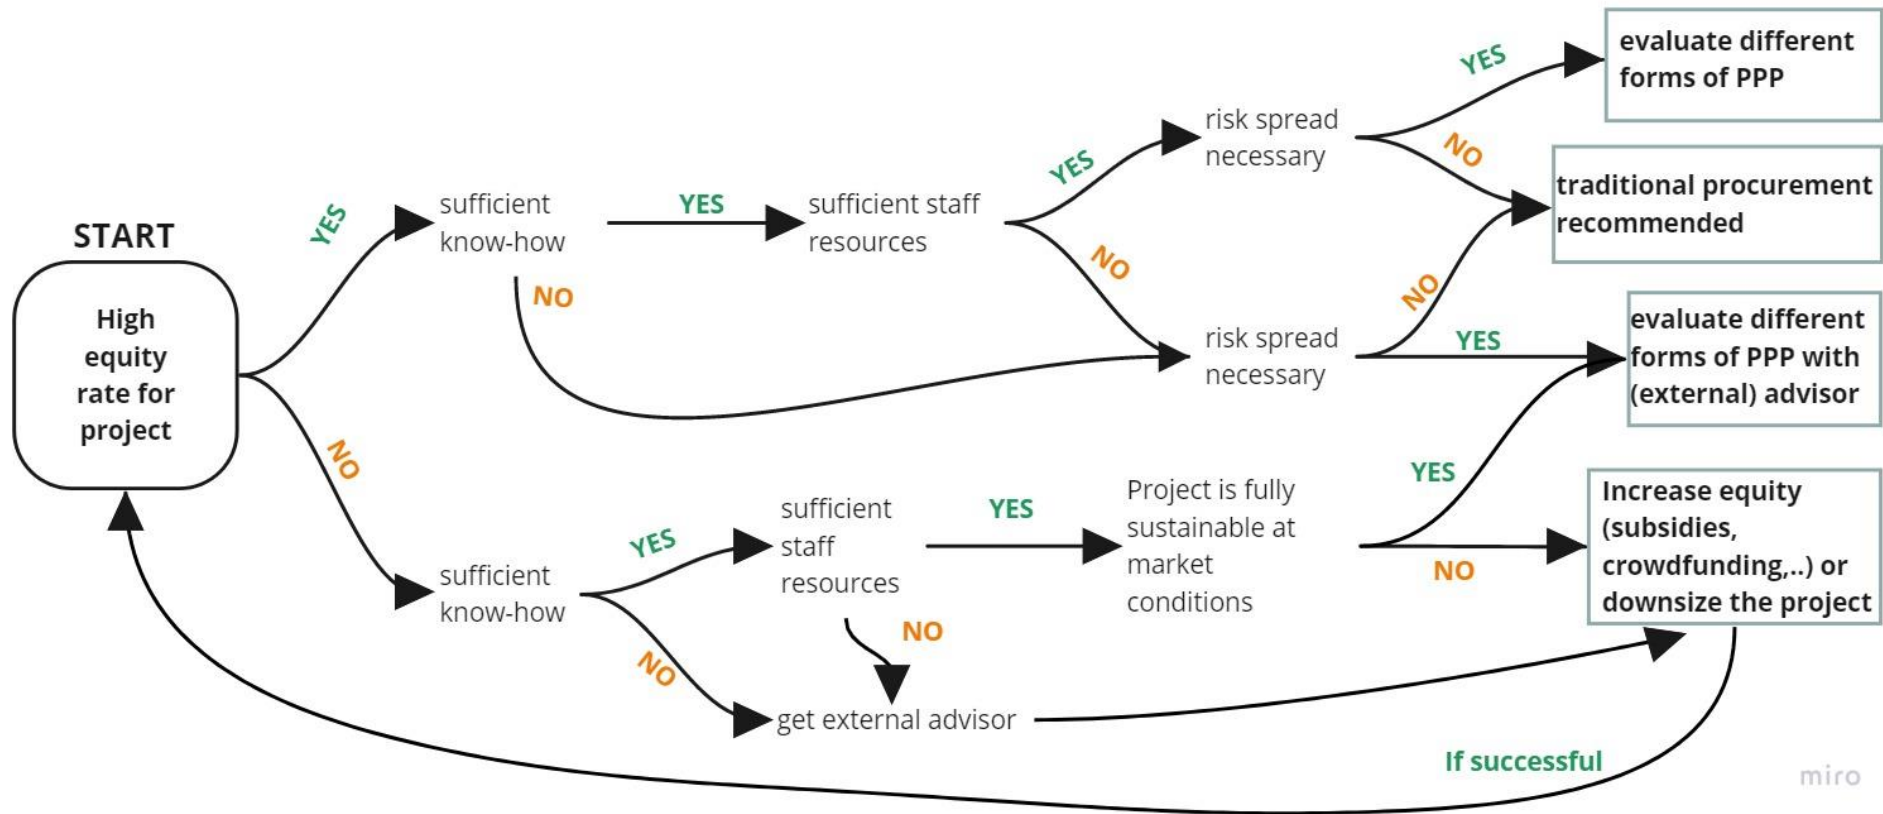 START
High
equity
rate for
project
YES
NO
sufficient
know-how
YES
NO
sufficient staff
resources
YES
NO
risk spread
necessary
YES
NO
risk spread
necessary
NO
YES
evaluate different
forms of PPP
traditional procurement
recommended
evaluate different
forms of PPP with
(external) advisor
sufficient
know-how
YES
NO
sufficient
staff
resources
YES
NO
Project is fully
sustainable at
market
conditions
YES
NO
Increase equity
(subsidies,
crowdfunding,..) or
downsize the project
get external advisor
If successful
miro